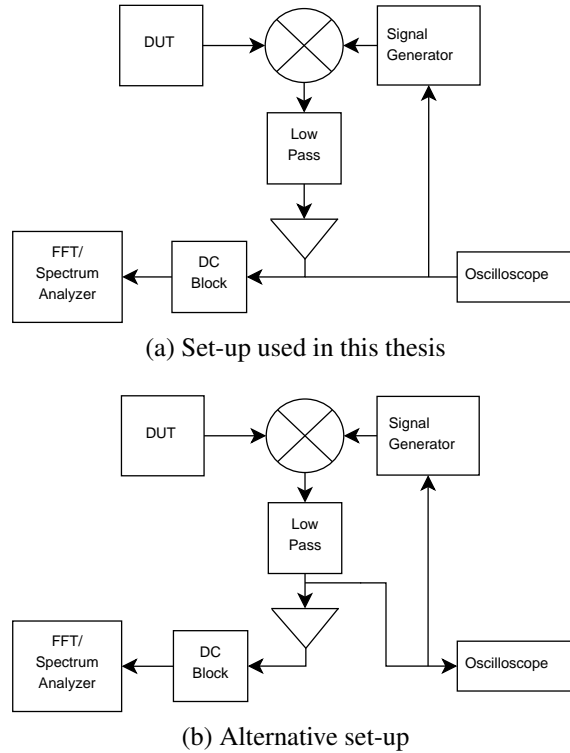 DUT
Signal
Generator
Low
Pass
FFT/
Spectrum
Analyzer
DC
Block
Oscilloscope
(a) Set-up used in this thesis
DUT
Signal
Generator
Low
Pass
FFT/
Spectrum
Analyzer
DC
Block
Oscilloscope
(b) Alternative set-up